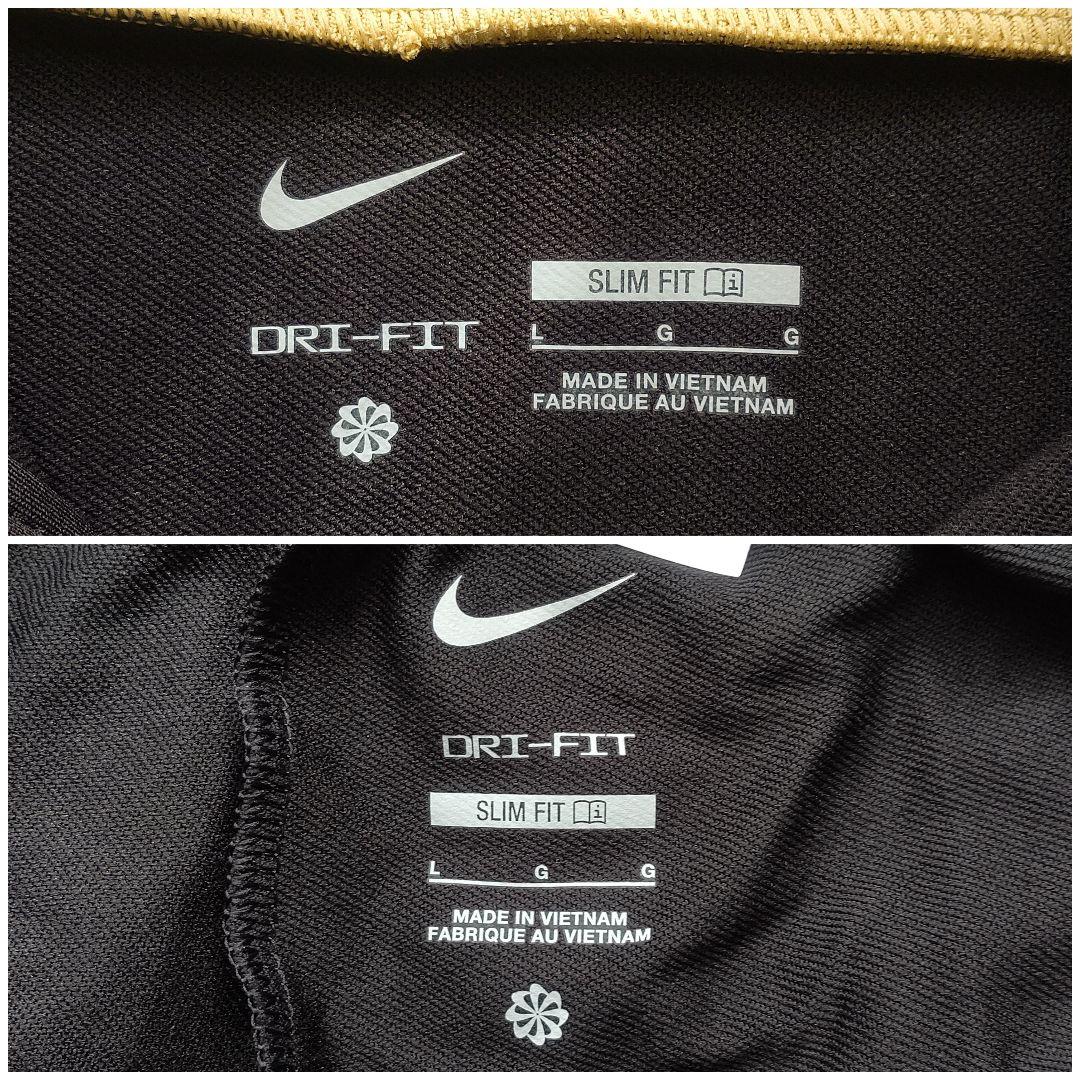 DRI-FIT
SLIM FIT
L G G
MADE IN VIETNAM
FABRIQUE AU VIETNAM
DRI-FIT
SLIM FIT
L G G
MADE IN VIETNAM
FABRIQUE AU VIETNAM